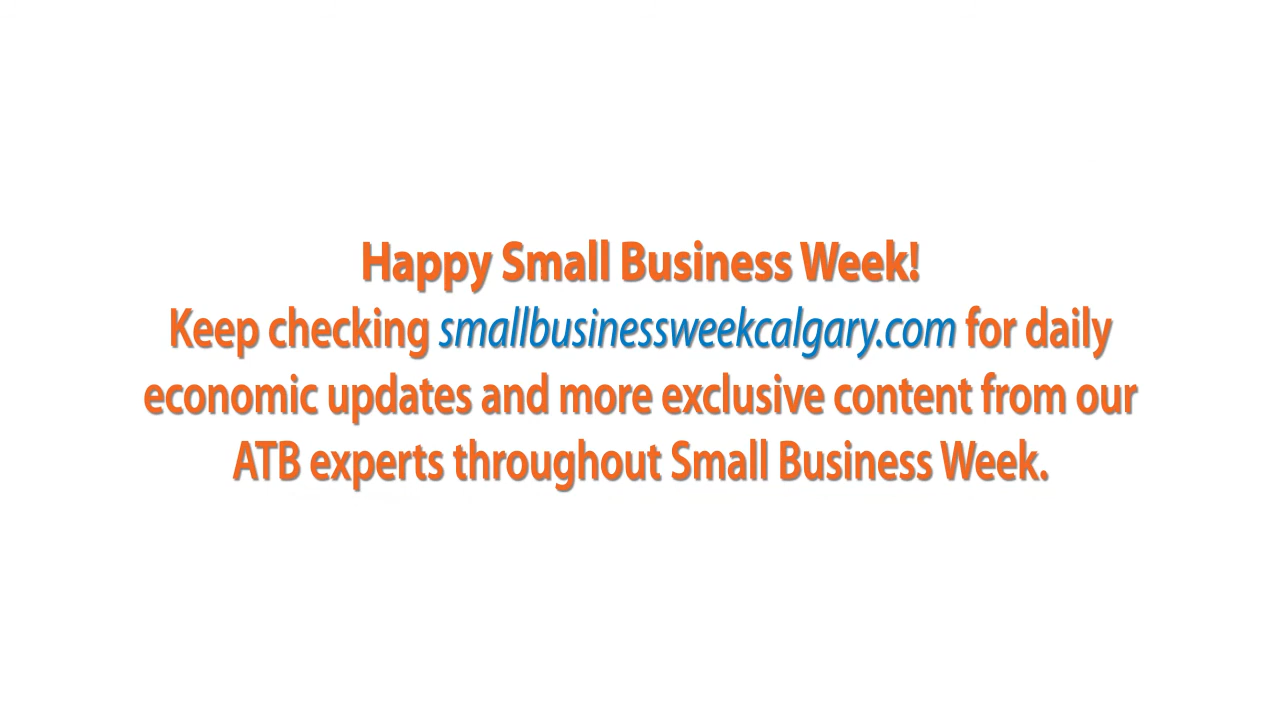 Happy Small Business Week!
Keep checking smallbusinessweekcalgary.com for daily
economic updates and more exclusive content from our
ATB experts throughout Small Business Week.